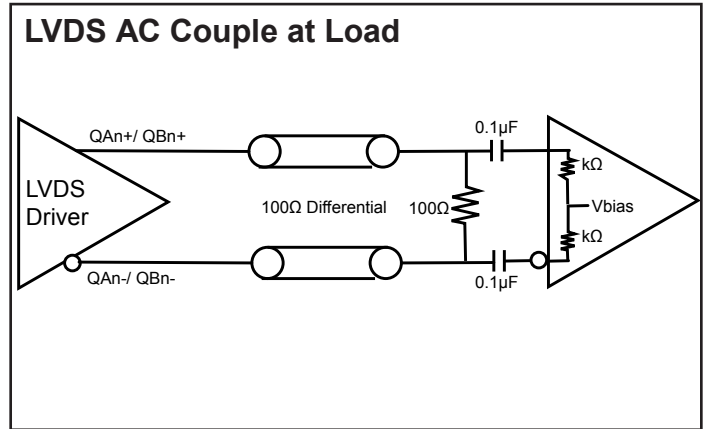 LVDS AC Couple at Load
QAn+/ QBn+
0.1µF
kΩ
LVDS
Driver
100Ω Differential
100Ω
Vbias
kΩ
QAn-/ QBn-
0.1µF